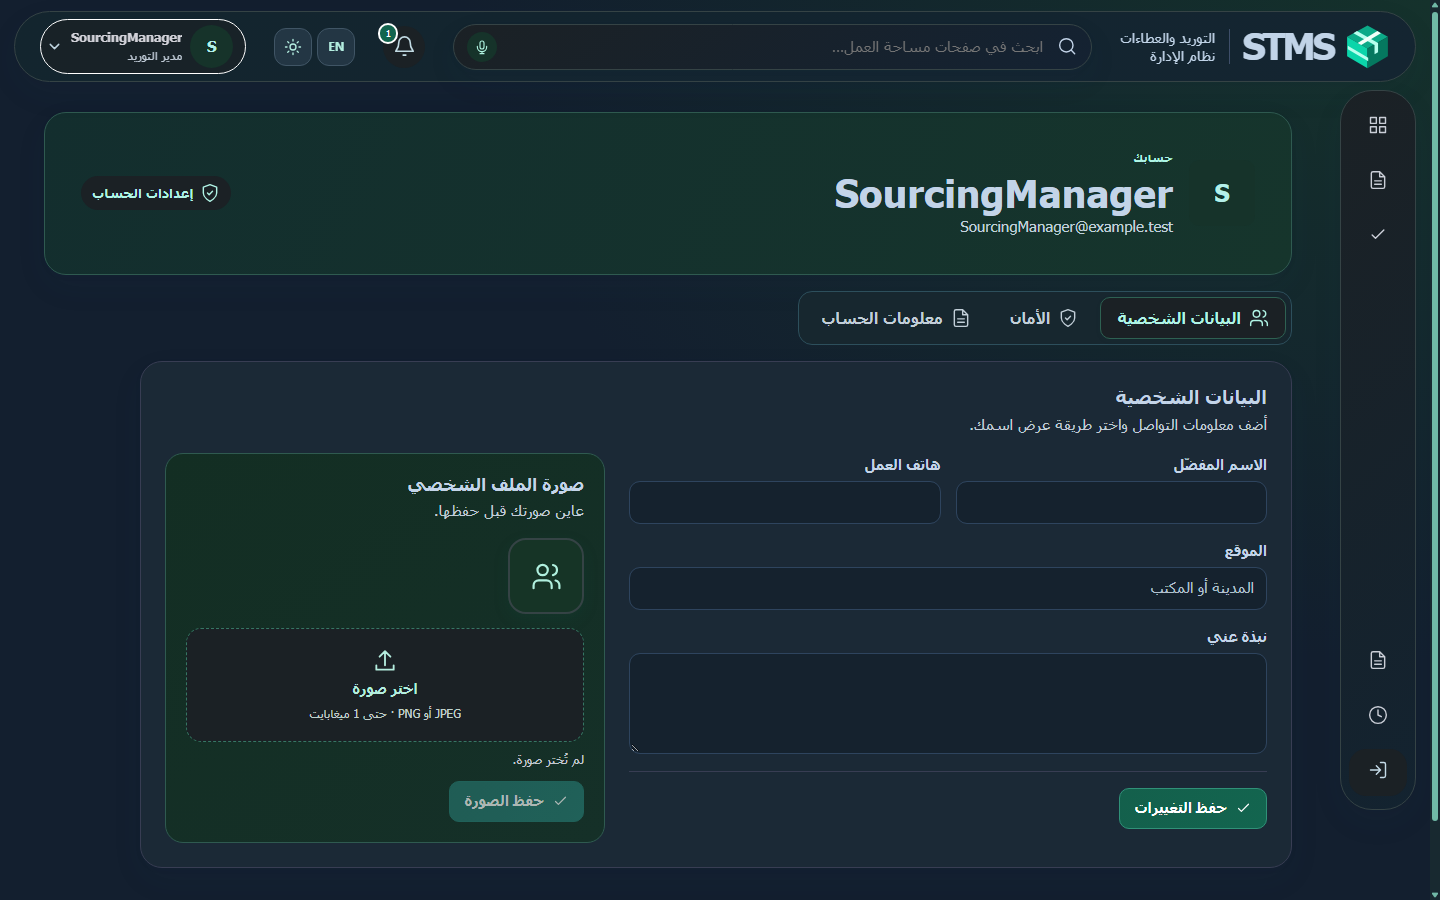 STMS
التوريد والعطاءات
نظام الإدارة
ابحث في صفحات مساحة العمل...
1
EN
S
SourcingManager
مدير التوريد
حسابك
S
SourcingManager
SourcingManager@example.test
إعدادات الحساب
البيانات الشخصية
الأمان
معلومات الحساب
البيانات الشخصية
أضف معلومات التواصل واختر طريقة عرض اسمك.
الاسم المفضّل
هاتف العمل
الموقع
المدينة أو المكتب
نبذة عني
حفظ التغييرات
صورة الملف الشخصي
عاين صورتك قبل حفظها.
اختر صورة
JPEG أو PNG · حتى 1 ميغابايت
لم تُختر صورة.
حفظ الصورة